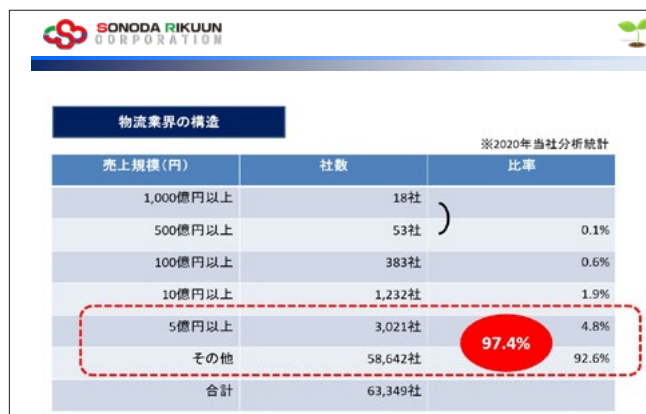 SONODA RIKUUN
CORPORATION
物流業界の構造
※2020年当社分析統計
売上規模(円) 社数 比率
1,000億円以上 18社
500億円以上 53社 0.1%
100億円以上 383社 0.6%
10億円以上 1,232社 1.9%
5億円以上 3,021社 4.8%
97.4%
その他 58,642社 92.6%
合計 63,349社